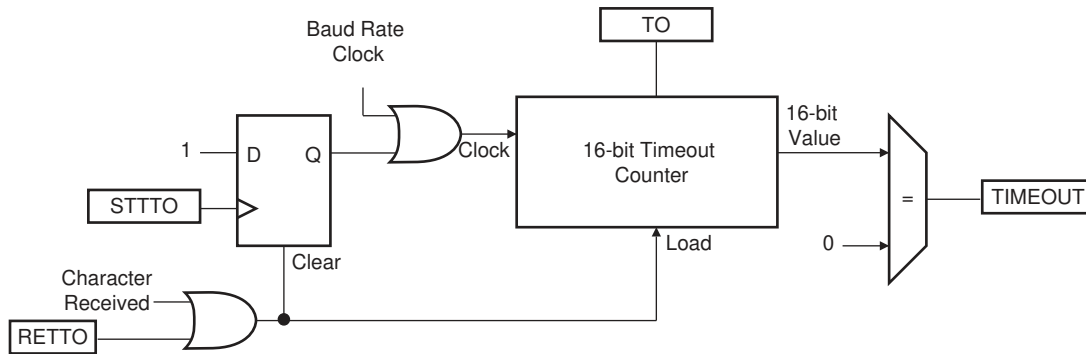 TO
Baud Rate
Clock
16-bit
Value
1
D
Q
Clock
16-bit Timeout
Counter
STTTO
=
TIMEOUT
Clear
Load
0
Character
Received
RETTO